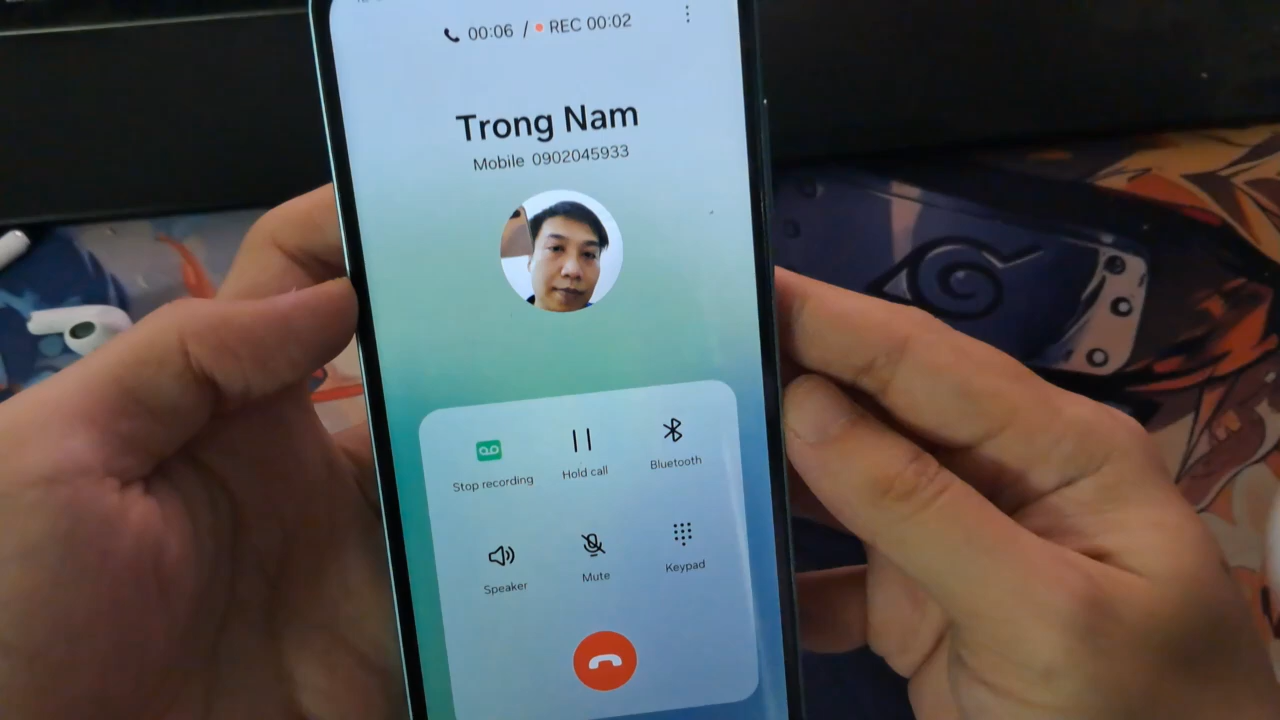 00:06 / REC 00:02
Trong Nam
Mobile 0902045933
Stop recording
Hold call
Bluetooth
Speaker
Mute
Keypad